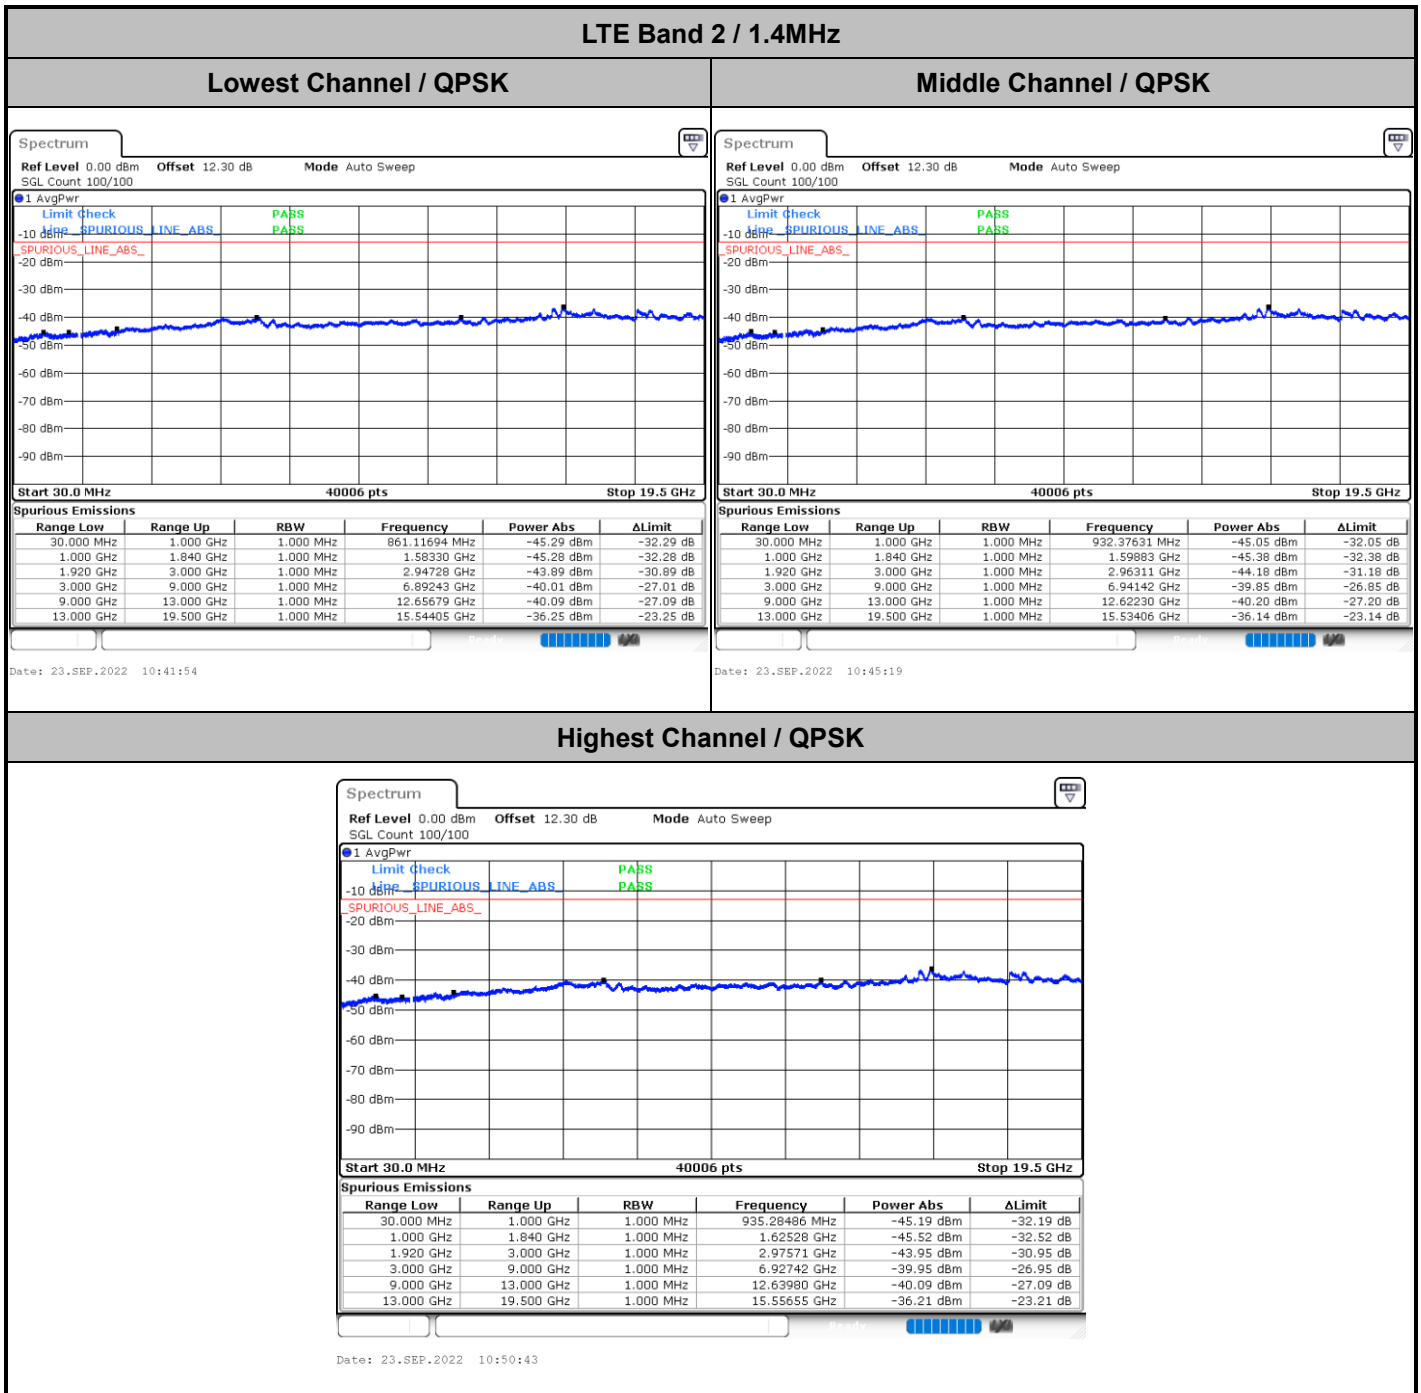 LTE Band 2 / 1.4MHz
Lowest Channel / QPSK
Middle Channel / QPSK
Spectrum
Ref Level 0.00 dBm Offset 12.30 dB Mode Auto Sweep
SGL Count 100/100
1 AvgPwr
Limit Check PASS
Line _SPURIOUS_LINE_ABS_ PASS
-10 dBm
_SPURIOUS_LINE_ABS_
-20 dBm
-30 dBm
-40 dBm
-50 dBm
-60 dBm
-70 dBm
-80 dBm
-90 dBm
Start 30.0 MHz 40006 pts Stop 19.5 GHz
Spurious Emissions
Range Low Range Up RBW Frequency Power Abs ΔLimit
30.000 MHz 1.000 GHz 1.000 MHz 861.11694 MHz -45.29 dBm -32.29 dB
1.000 GHz 1.840 GHz 1.000 MHz 1.58330 GHz -45.28 dBm -32.28 dB
1.920 GHz 3.000 GHz 1.000 MHz 2.94728 GHz -43.89 dBm -30.89 dB
3.000 GHz 9.000 GHz 1.000 MHz 6.89243 GHz -40.01 dBm -27.01 dB
9.000 GHz 13.000 GHz 1.000 MHz 12.65679 GHz -40.09 dBm -27.09 dB
13.000 GHz 19.500 GHz 1.000 MHz 15.54405 GHz -36.25 dBm -23.25 dB
Ready
Date: 23.SEP.2022 10:41:54
Spectrum
Ref Level 0.00 dBm Offset 12.30 dB Mode Auto Sweep
SGL Count 100/100
1 AvgPwr
Limit Check PASS
Line _SPURIOUS_LINE_ABS_ PASS
-10 dBm
_SPURIOUS_LINE_ABS_
-20 dBm
-30 dBm
-40 dBm
-50 dBm
-60 dBm
-70 dBm
-80 dBm
-90 dBm
Start 30.0 MHz 40006 pts Stop 19.5 GHz
Spurious Emissions
Range Low Range Up RBW Frequency Power Abs ΔLimit
30.000 MHz 1.000 GHz 1.000 MHz 932.37631 MHz -45.05 dBm -32.05 dB
1.000 GHz 1.840 GHz 1.000 MHz 1.59883 GHz -45.38 dBm -32.38 dB
1.920 GHz 3.000 GHz 1.000 MHz 2.96311 GHz -44.18 dBm -31.18 dB
3.000 GHz 9.000 GHz 1.000 MHz 6.94142 GHz -39.85 dBm -26.85 dB
9.000 GHz 13.000 GHz 1.000 MHz 12.62230 GHz -40.20 dBm -27.20 dB
13.000 GHz 19.500 GHz 1.000 MHz 15.53406 GHz -36.14 dBm -23.14 dB
Ready
Date: 23.SEP.2022 10:45:19
Highest Channel / QPSK
Spectrum
Ref Level 0.00 dBm Offset 12.30 dB Mode Auto Sweep
SGL Count 100/100
1 AvgPwr
Limit Check PASS
Line _SPURIOUS_LINE_ABS_ PASS
-10 dBm
_SPURIOUS_LINE_ABS_
-20 dBm
-30 dBm
-40 dBm
-50 dBm
-60 dBm
-70 dBm
-80 dBm
-90 dBm
Start 30.0 MHz 40006 pts Stop 19.5 GHz
Spurious Emissions
Range Low Range Up RBW Frequency Power Abs ΔLimit
30.000 MHz 1.000 GHz 1.000 MHz 935.28486 MHz -45.19 dBm -32.19 dB
1.000 GHz 1.840 GHz 1.000 MHz 1.62528 GHz -45.52 dBm -32.52 dB
1.920 GHz 3.000 GHz 1.000 MHz 2.97571 GHz -43.95 dBm -30.95 dB
3.000 GHz 9.000 GHz 1.000 MHz 6.92742 GHz -39.95 dBm -26.95 dB
9.000 GHz 13.000 GHz 1.000 MHz 12.63980 GHz -40.09 dBm -27.09 dB
13.000 GHz 19.500 GHz 1.000 MHz 15.55655 GHz -36.21 dBm -23.21 dB
Ready
Date: 23.SEP.2022 10:50:43